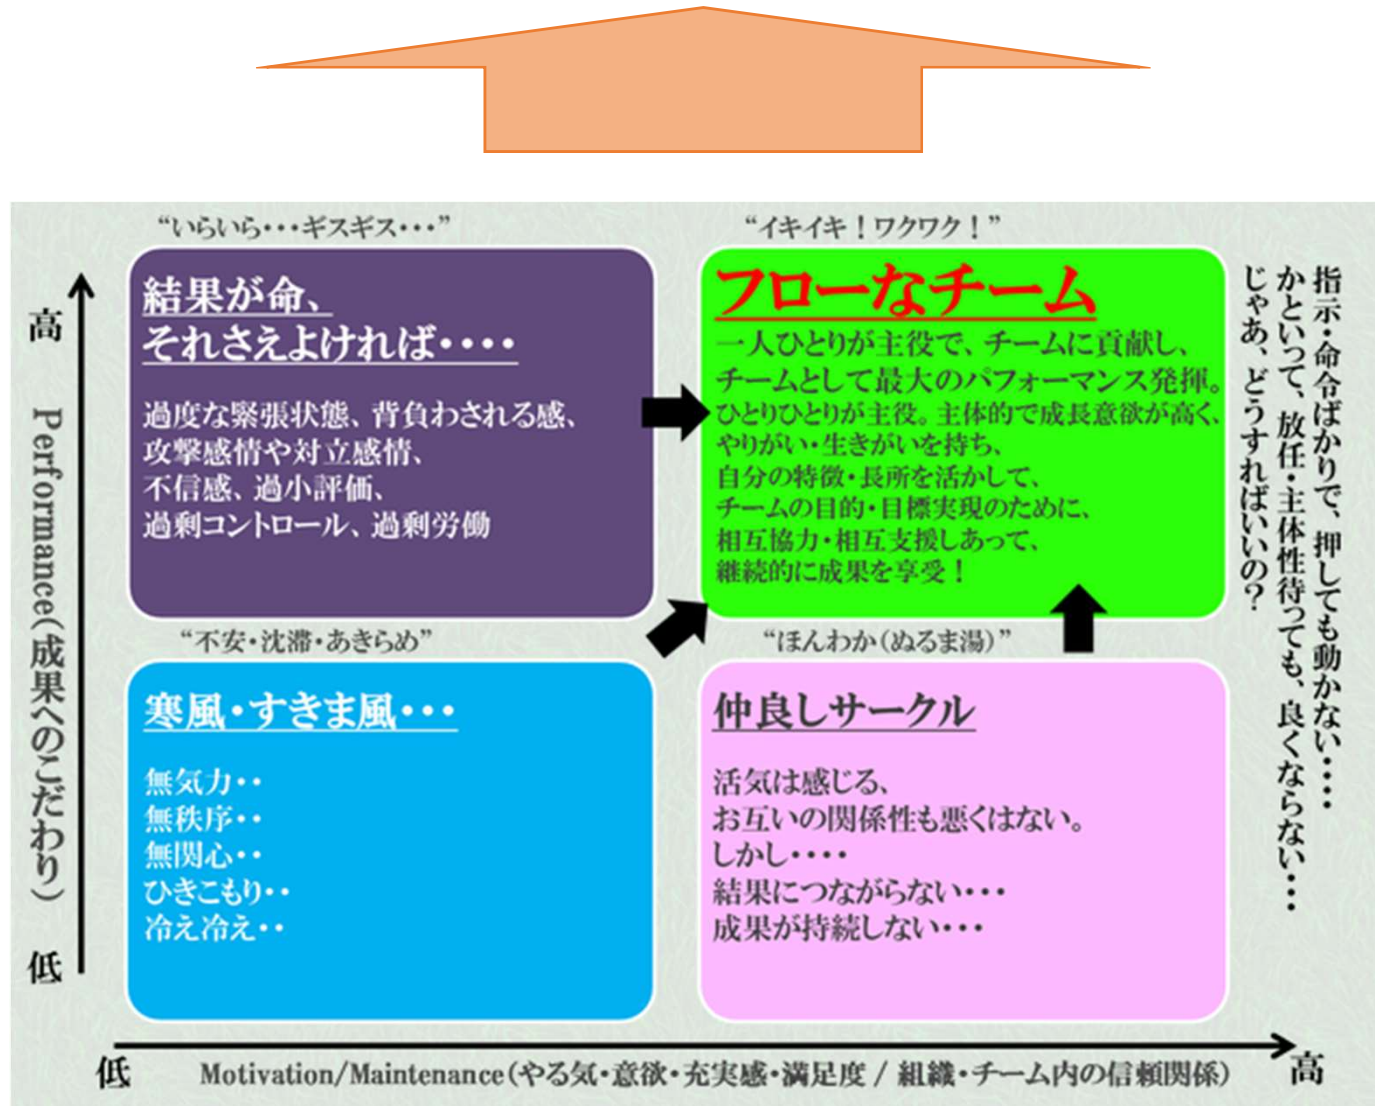 “いらいら・・・ギスギス・・・”
結果が命、
それさえよければ・・・・
過度な緊張状態、背負わされる感、
攻撃感情や対立感情、
不信感、過小評価、
過剰コントロール、過剰労働
“イキイキ！ワクワク！”
フローなチーム
一人ひとりが主役で、チームに貢献し、
チームとして最大のパフォーマンス発揮。
ひとりひとりが主役。主体的で成長意欲が高く、
やりがい・生きがいを持ち、
自分の特徴・長所を活かして、
チームの目的・目標実現のために、
相互協力・相互支援しあって、
継続的に成果を享受！
“不安・沈滞・あきらめ”
寒風・すきま風・・・
無気力・・
無秩序・・
無関心・・
ひきこもり・・
冷え冷え・・
“ほんわか（ぬるま湯）”
仲良しサークル
活気は感じる、
お互いの関係性も悪くはない。
しかし・・・・
結果につながらない・・・
成果が持続しない・・・
指示・命令ばかりで、押しても動かない・・・・
かといって、放任・主体性待っても、良くならない・・・
じゃあ、どうすればいいの？
高
Performance（成果へのこだわり）
低
低
Motivation/Maintenance（やる気・意欲・充実感・満足度 / 組織・チーム内の信頼関係）
高